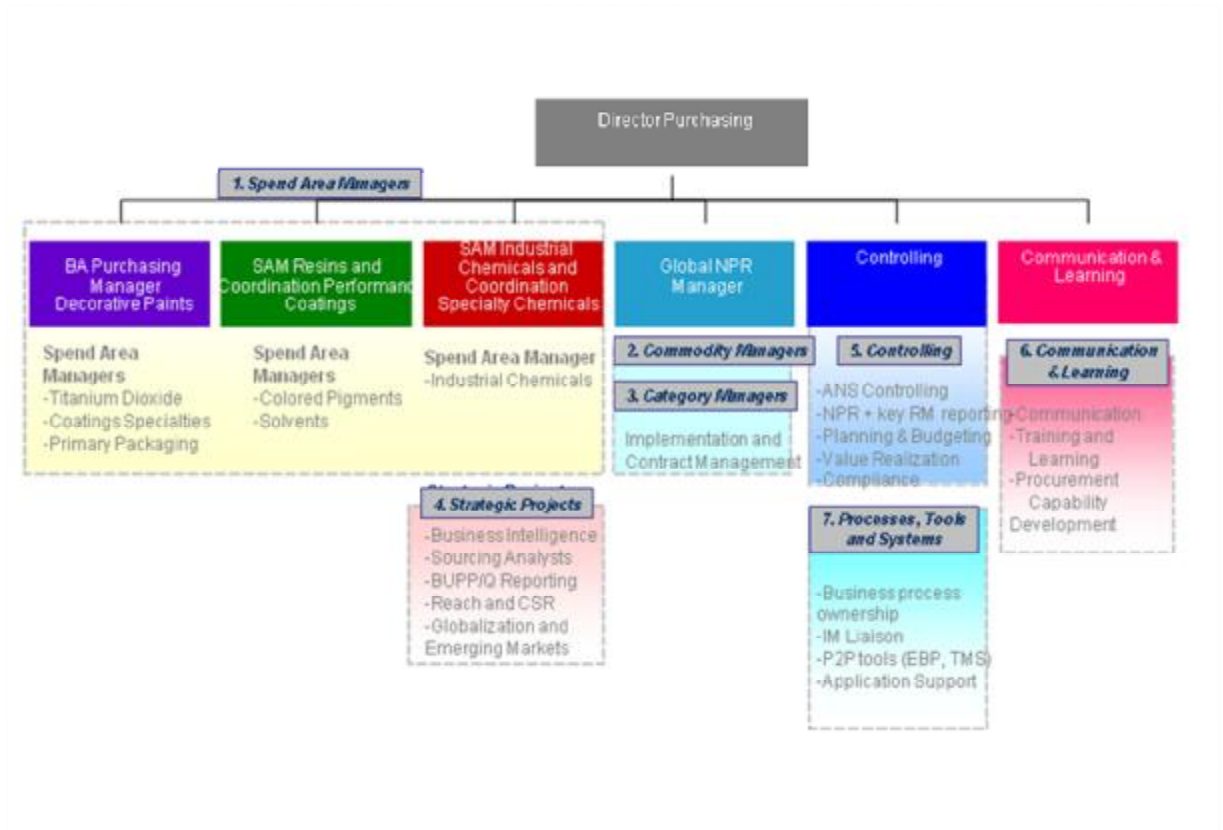 Director Purchasing
1. Spend Area Managers
BA Purchasing
Manager
Decorative Paints
SAM Resins and
Coordination Performanc
Coatings
SAM Industrial
Chemicals and
Coordination
Specialty Chemicals
Global NPR
Manager
Controlling
Communication &
Learning
Spend Area
Managers
-Titanium Dioxide
-Coatings Specialties
-Primary Packaging
Spend Area
Managers
-Colored Pigments
-Solvents
Spend Area Manager
-Industrial Chemicals
2. Commodity Managers
3. Category Managers
Implementation and
Contract Management
5. Controlling
-ANS Controlling
-NPR + key RM reporting
-Planning & Budgeting
-Value Realization
-Compliance
6. Communication
& Learning
-Communication
-Training and
Learning
-Procurement
Capability
Development
4. Strategic Projects
-Business Intelligence
-Sourcing Analysts
-BUPP/Q Reporting
-Reach and CSR
-Globalization and
Emerging Markets
7. Processes, Tools
and Systems
-Business process
ownership
-IM Liaison
-P2P tools (EBP, TMS)
-Application Support